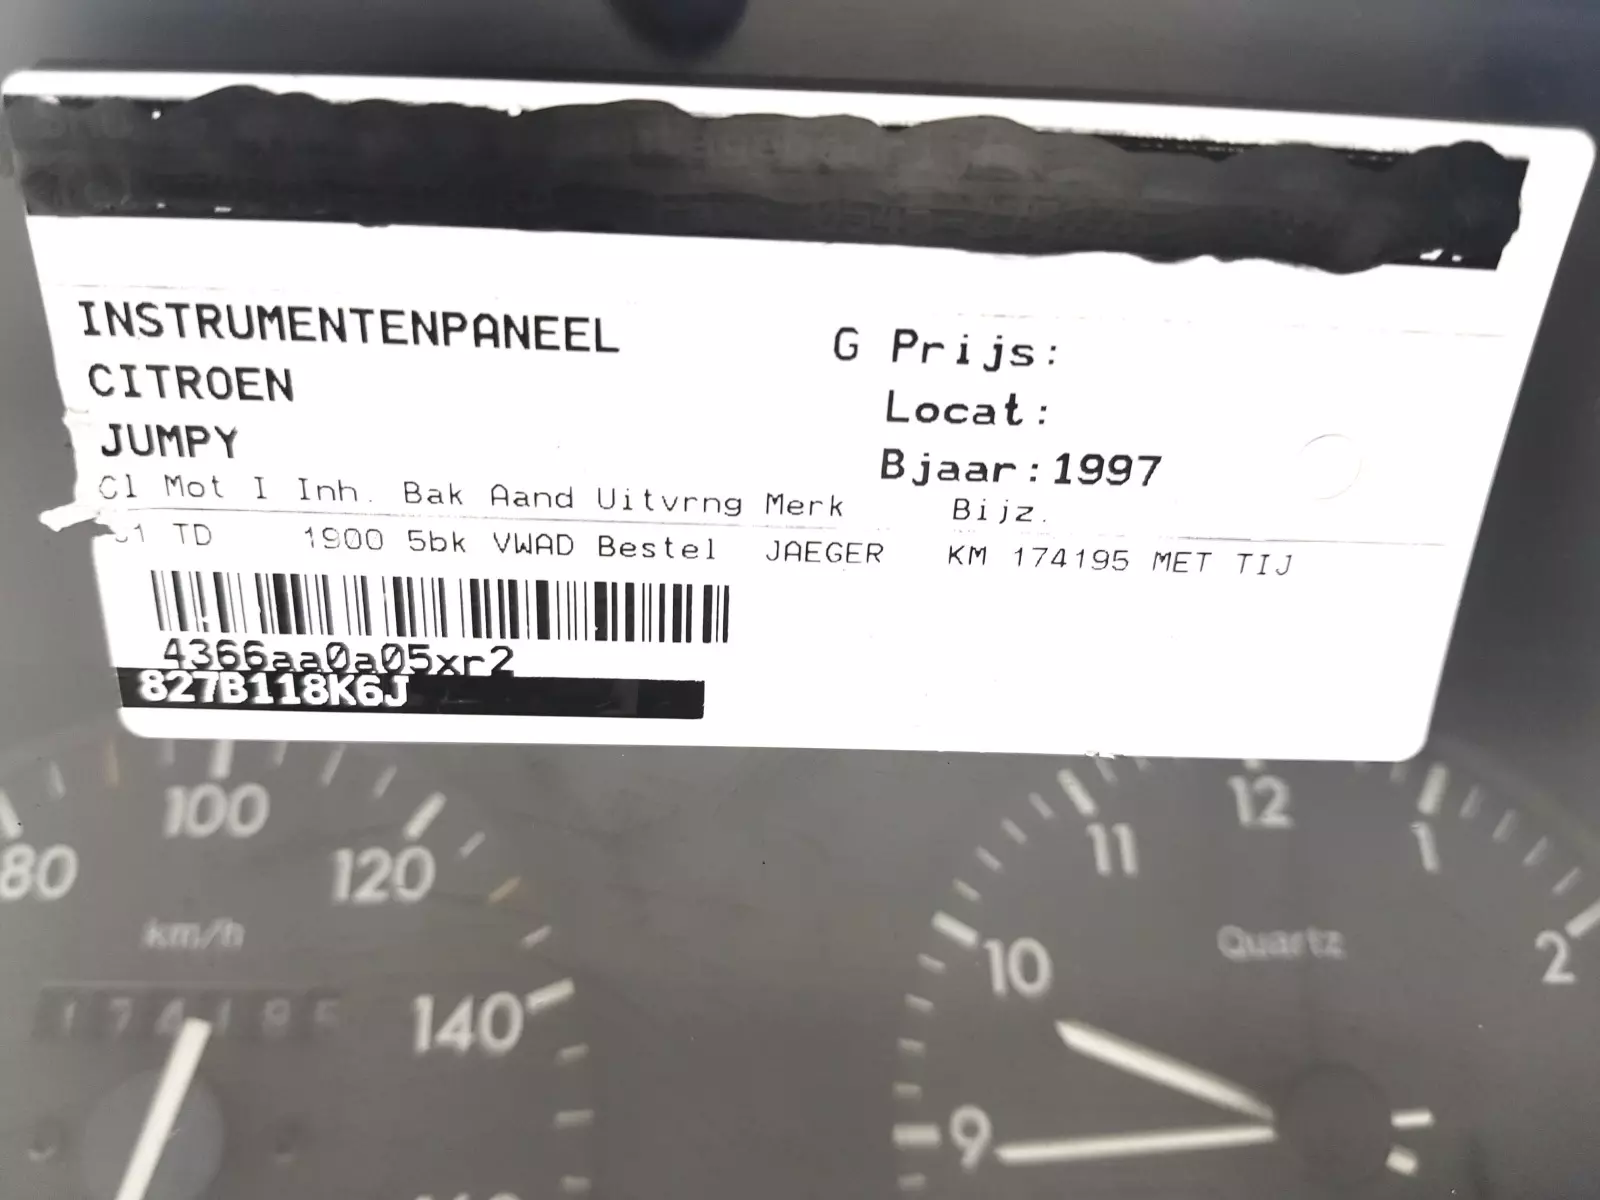 INSTRUMENTENPANEEL
CITROEN
JUMPY
G Prijs:
Locat:
Bjaar:1997
Cl Mot I Inh. Bak Aand Uitvrng Merk Bijz.
C1 TD 1900 5bk VWAD Bestel JAEGER KM 174195 MET TIJ
4366aa0a05xr2
827B118K6J
80 100 120 140
km/h
174195
9 10 11 12 1 2
Quartz